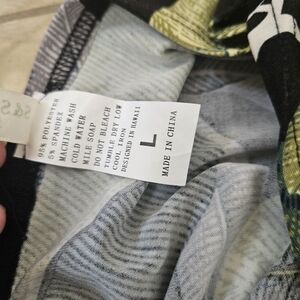 95% POLYESTER
5% SPANDEX
MACHINE WASH
COLD WATER
MILE SOAP
DO NOT BLEACH
TUMBLE DRY LOW
COOL IRON
DESIGNED IN HAWAII
L
MADE IN CHINA